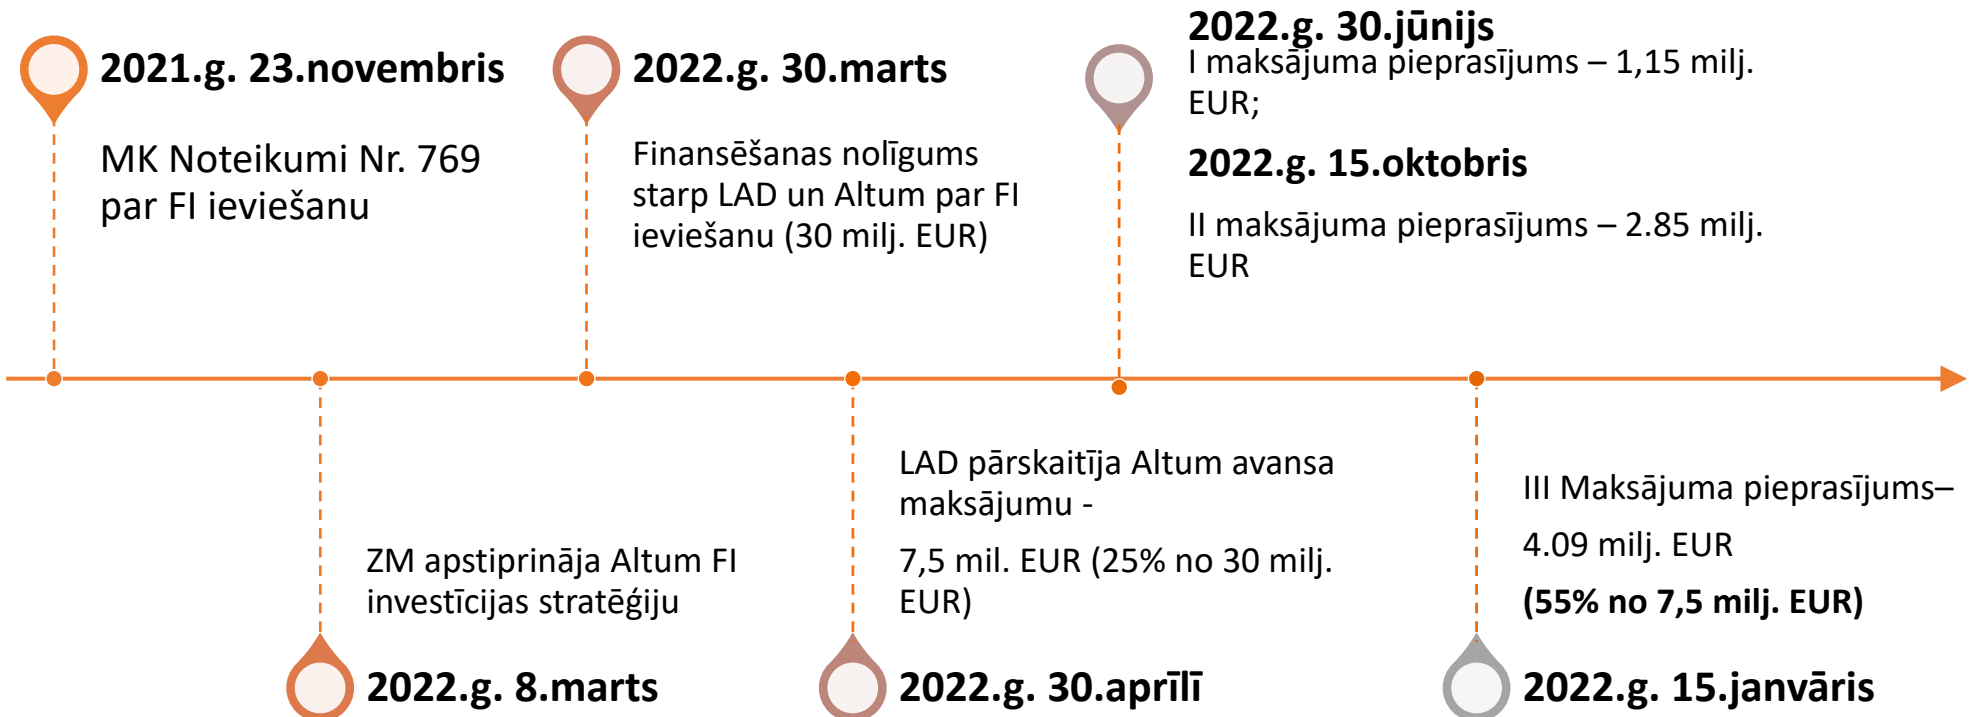 2021.g. 23.novembris
MK Noteikumi Nr. 769
par FI ieviešanu
2022.g. 30.marts
Finansēšanas nolīgums
starp LAD un Altum par FI
ieviešanu (30 milj. EUR)
2022.g. 30.jūnijs
I maksājuma pieprasījums – 1,15 milj.
EUR;
2022.g. 15.oktobris
II maksājuma pieprasījums – 2.85 milj.
EUR
ZM apstiprināja Altum FI
investīcijas stratēģiju
2022.g. 8.marts
LAD pārskaitīja Altum avansa
maksājumu -
7,5 mil. EUR (25% no 30 milj.
EUR)
2022.g. 30.aprīlī
III Maksājuma pieprasījums–
4.09 milj. EUR
(55% no 7,5 milj. EUR)
2022.g. 15.janvāris